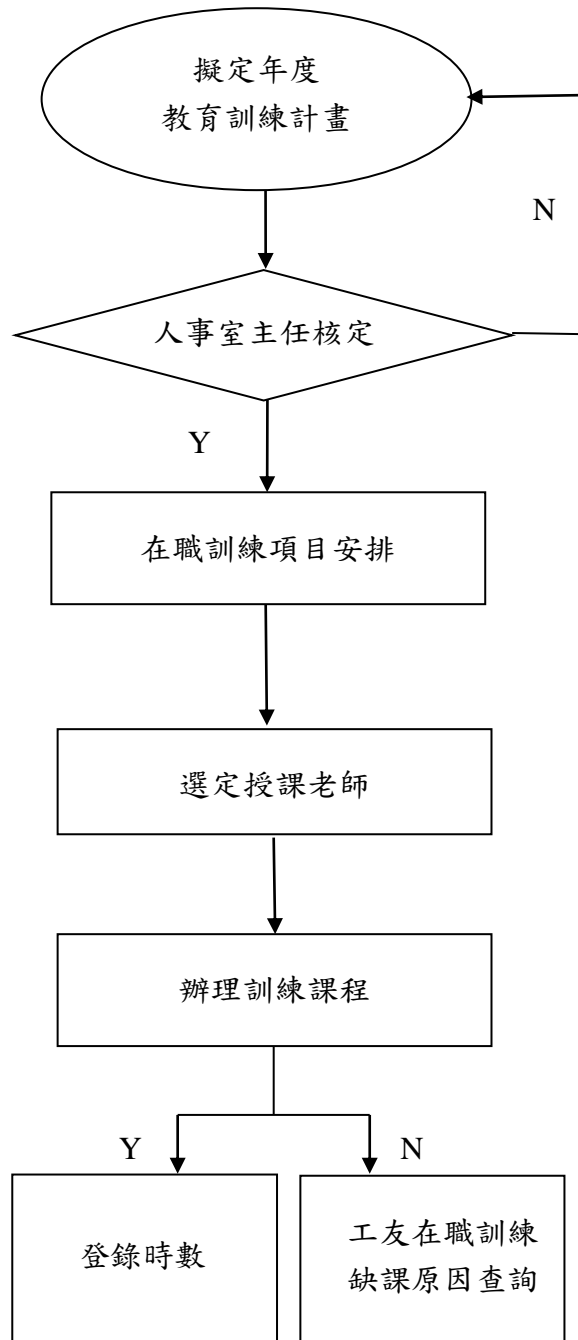 擬定年度
教育訓練計畫
N
人事室主任核定
Y
在職訓練項目安排
選定授課老師
辦理訓練課程
Y
N
登錄時數
工友在職訓練
缺課原因查詢